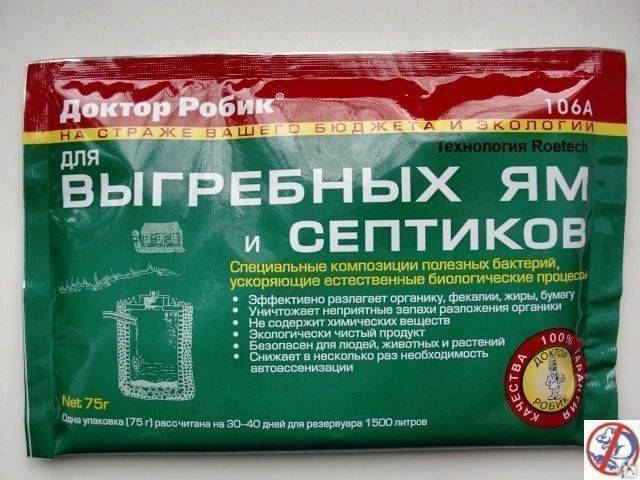 Доктор Робик®
106А
НА СТРАЖЕ ВАШЕГО БЮДЖЕТА И ЭКОЛОГИИ
Технология Roetech
для
ВЫГРЕБНЫХ ЯМ
и СЕПТИКОВ
Специальные композиции полезных бактерий,
ускоряющие естественные биологические процессы
• Эффективно разлагает органику, фекалии, жиры, бумагу
• Уничтожает неприятные запахи разложения органики
• Не содержит химических веществ
• Экологически чистый продукт
• Безопасен для людей, животных и растений
• Снижает в несколько раз необходимость
автоассенизации
100% ГАРАНТИЯ
КАЧЕСТВА
ДОКТОР
РОБИК
Net 75г
Одна упаковка (75 г) рассчитана на 30-40 дней для резервуара 1500 литров